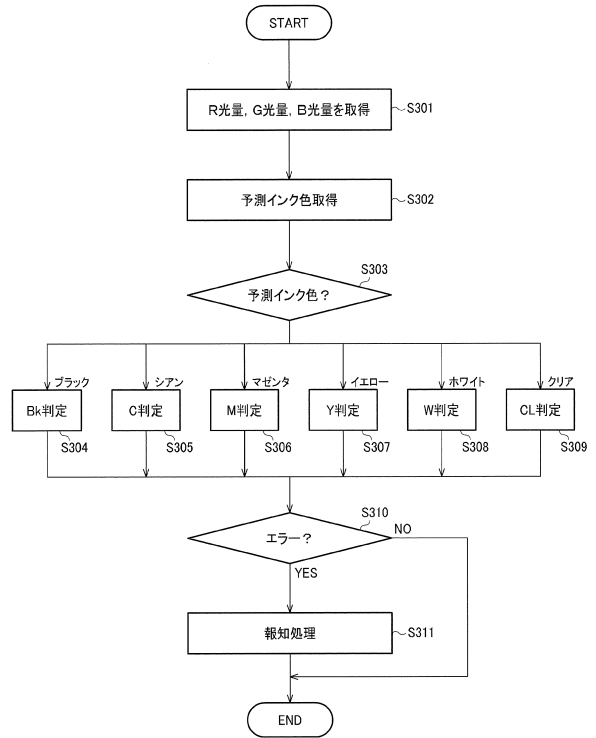 START
R光量，G光量，B光量を取得
S301
予測インク色取得
S302
S303
予測インク色？
ブラック
シアン
マゼンタ
イエロー
ホワイト
クリア
Bk判定
C判定
M判定
Y判定
W判定
CL判定
S304
S305
S306
S307
S308
S309
S310
エラー？
NO
YES
報知処理
S311
END